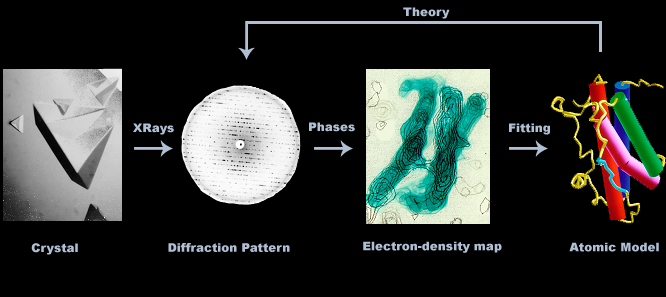 Theory
XRays
Phases
Fitting
Crystal
Diffraction Pattern
Electron-density map
Atomic Model